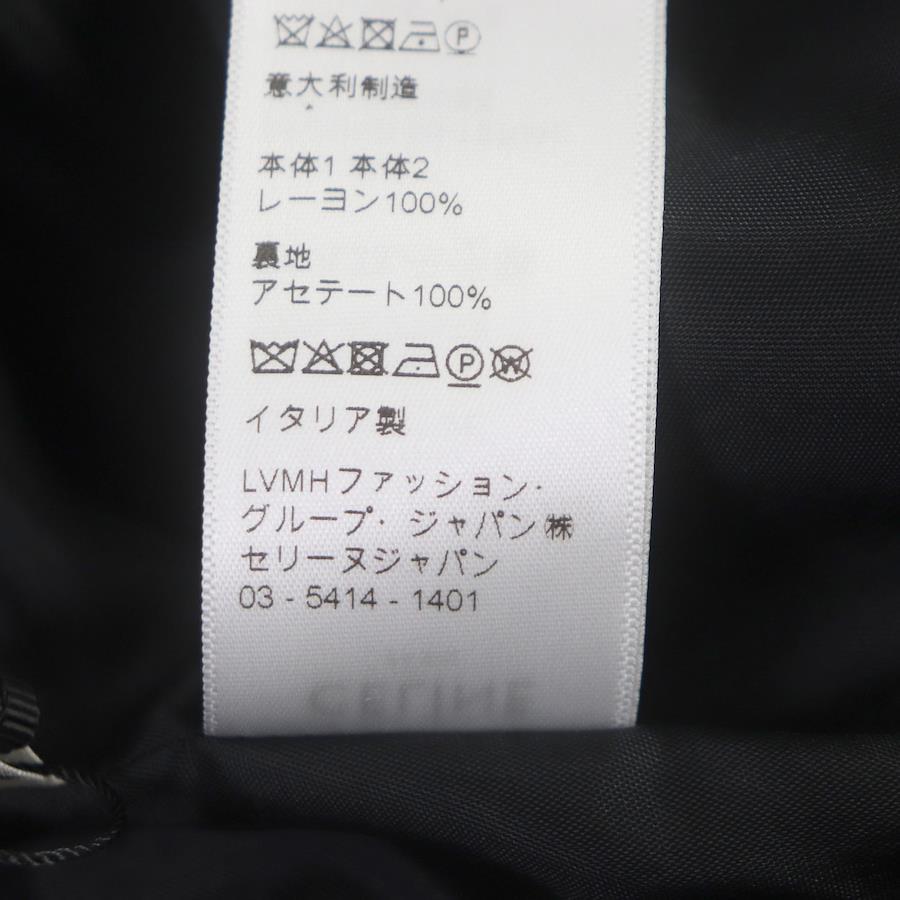 P
意大利制造
本体1 本体2
レーヨン100%
裏地
アセテート100%
P W
イタリア製
LVMHファッション・
グループ・ジャパン㈱
セリーヌジャパン
03 - 5414 - 1401